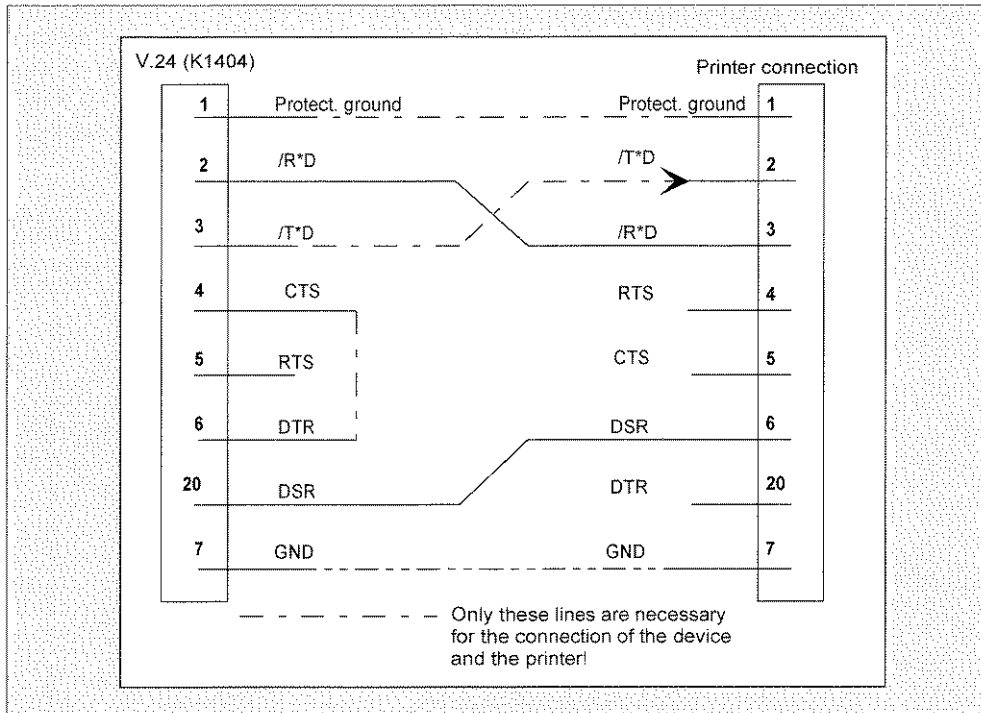 V.24 (K1404)
Printer connection
1 Protect. ground Protect. ground 1
2 /R*D /T*D 2
3 /T*D /R*D 3
4 CTS RTS 4
5 RTS CTS 5
6 DTR DSR 6
20 DSR DTR 20
7 GND GND 7
Only these lines are necessary
for the connection of the device
and the printer!